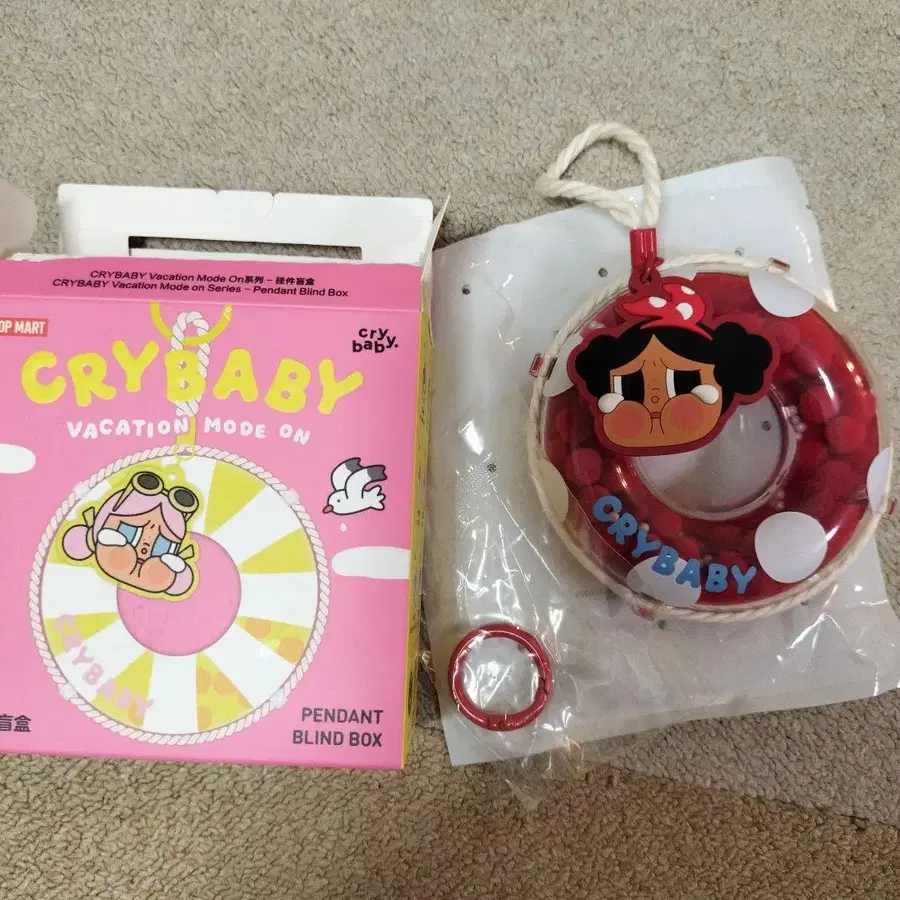 CRYBABY Vacation Mode On系列 - 挂件盲盒
CRYBABY Vacation Mode on Series - Pendant Blind Box
OP MART
cry
baby.
CRYBABY
VACATION MODE ON
CRYBABY
盲盒
PENDANT
BLIND BOX
CRYBABY